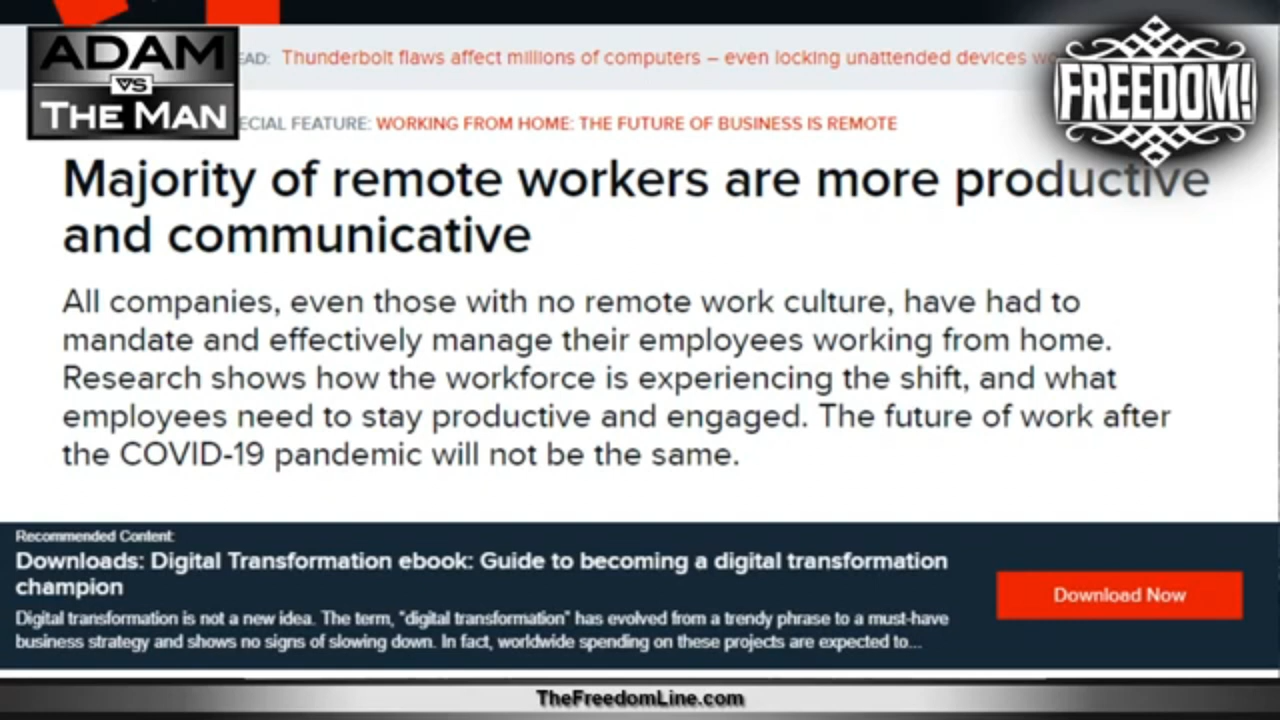 ADAM
VS
THE MAN
FREEDOM!
EAD: Thunderbolt flaws affect millions of computers – even locking unattended devices wo
ECIAL FEATURE: WORKING FROM HOME: THE FUTURE OF BUSINESS IS REMOTE
Majority of remote workers are more productive
and communicative
All companies, even those with no remote work culture, have had to
mandate and effectively manage their employees working from home.
Research shows how the workforce is experiencing the shift, and what
employees need to stay productive and engaged. The future of work after
the COVID-19 pandemic will not be the same.
Recommended Content:
Downloads: Digital Transformation ebook: Guide to becoming a digital transformation
champion
Digital transformation is not a new idea. The term, "digital transformation" has evolved from a trendy phrase to a must-have
business strategy and shows no signs of slowing down. In fact, worldwide spending on these projects are expected to...
Download Now
TheFreedomLine.com